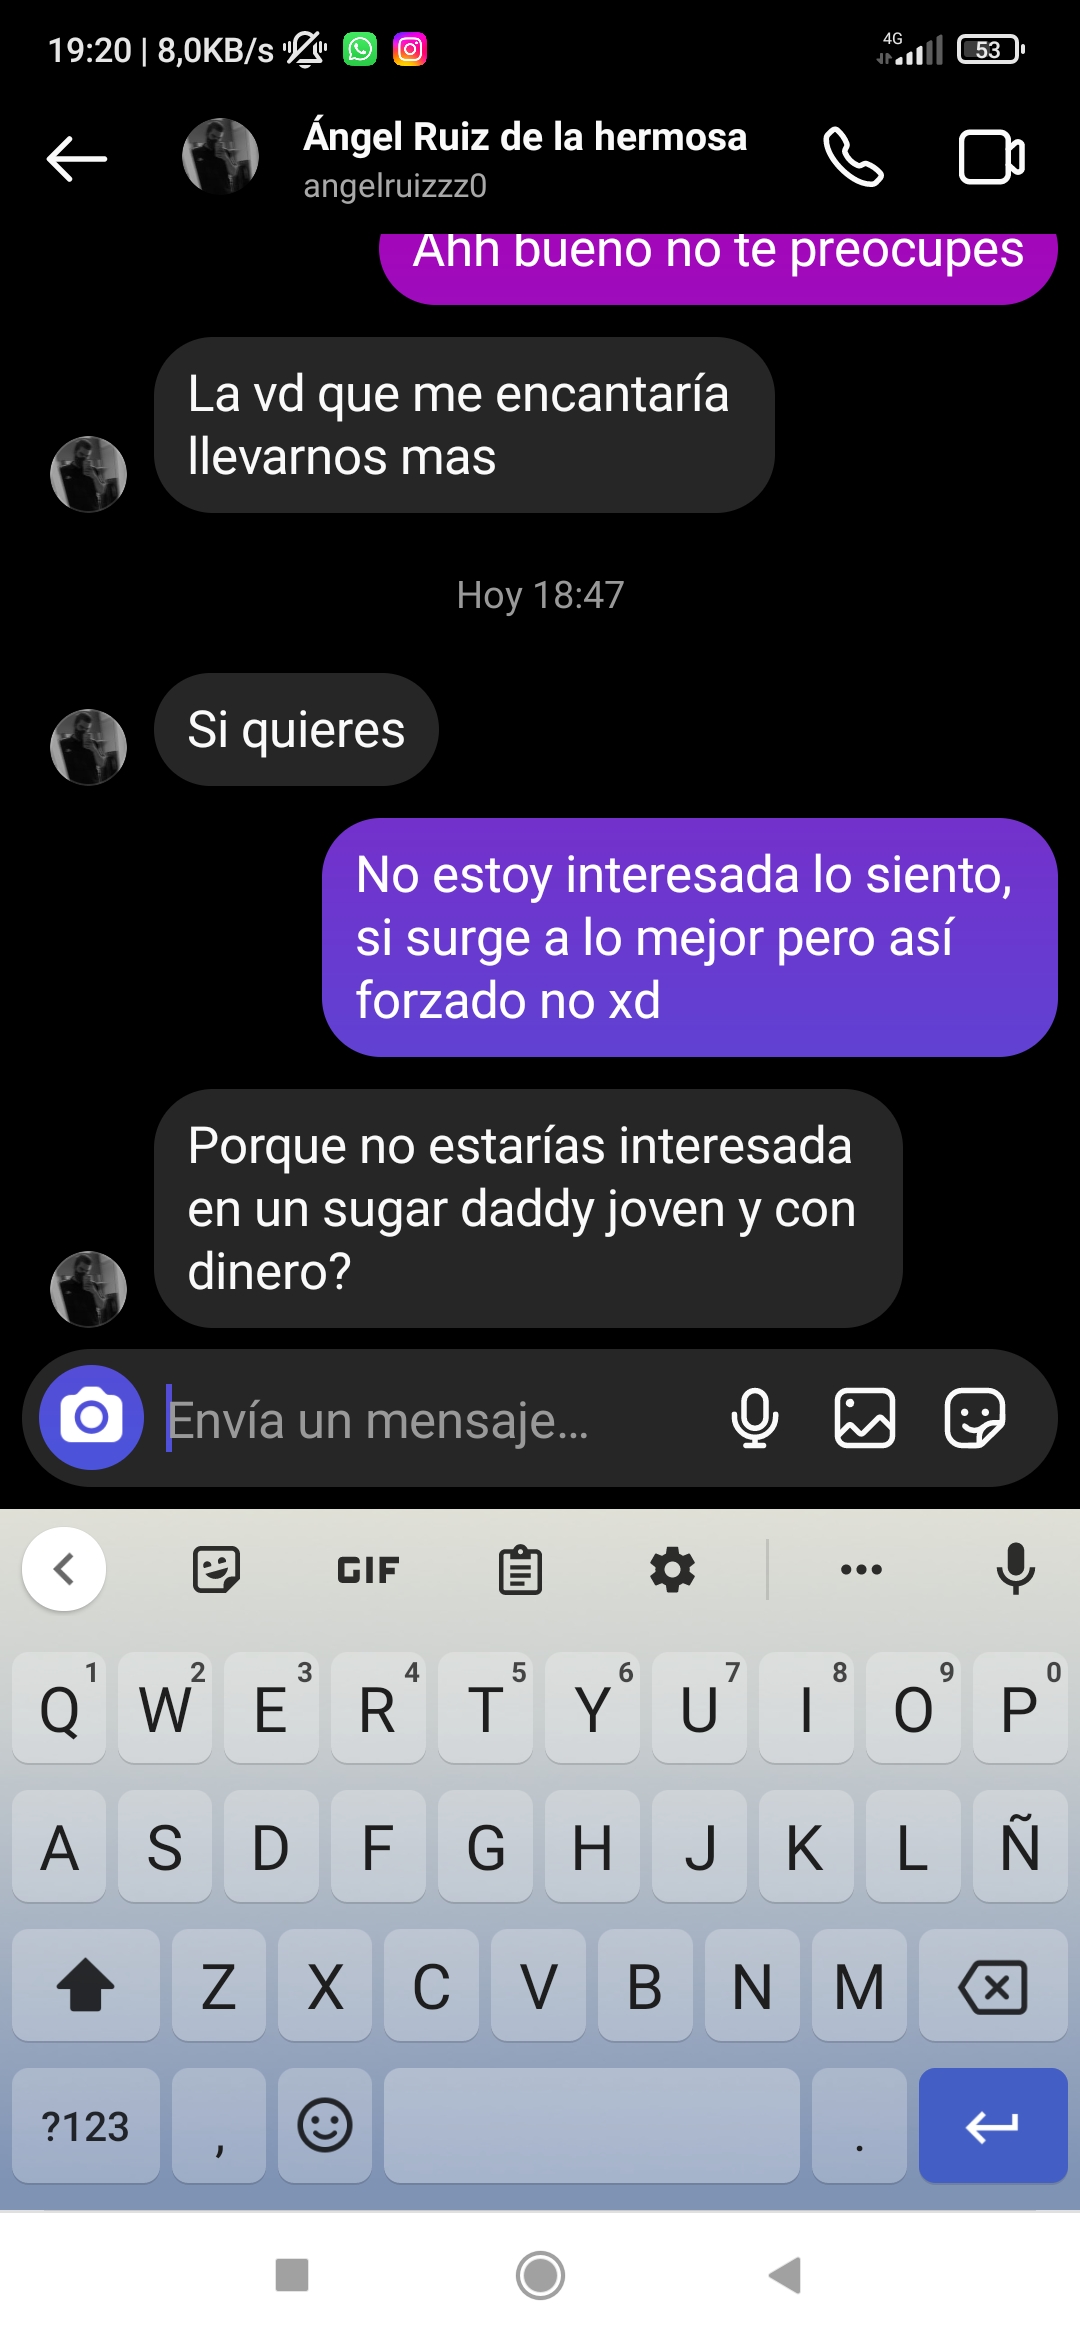 19:20 | 8,0KB/s
4G
53
Ángel Ruiz de la hermosa
angelruizzz0
Ahh bueno no te preocupes
La vd que me encantaría
llevarnos mas
Hoy 18:47
Si quieres
No estoy interesada lo siento,
si surge a lo mejor pero así
forzado no xd
Porque no estarías interesada
en un sugar daddy joven y con
dinero?
Envía un mensaje...
GIF
1 2 3 4 5 6 7 8 9 0
Q W E R T Y U I O P
A S D F G H J K L Ñ
Z X C V B N M
?123 , .